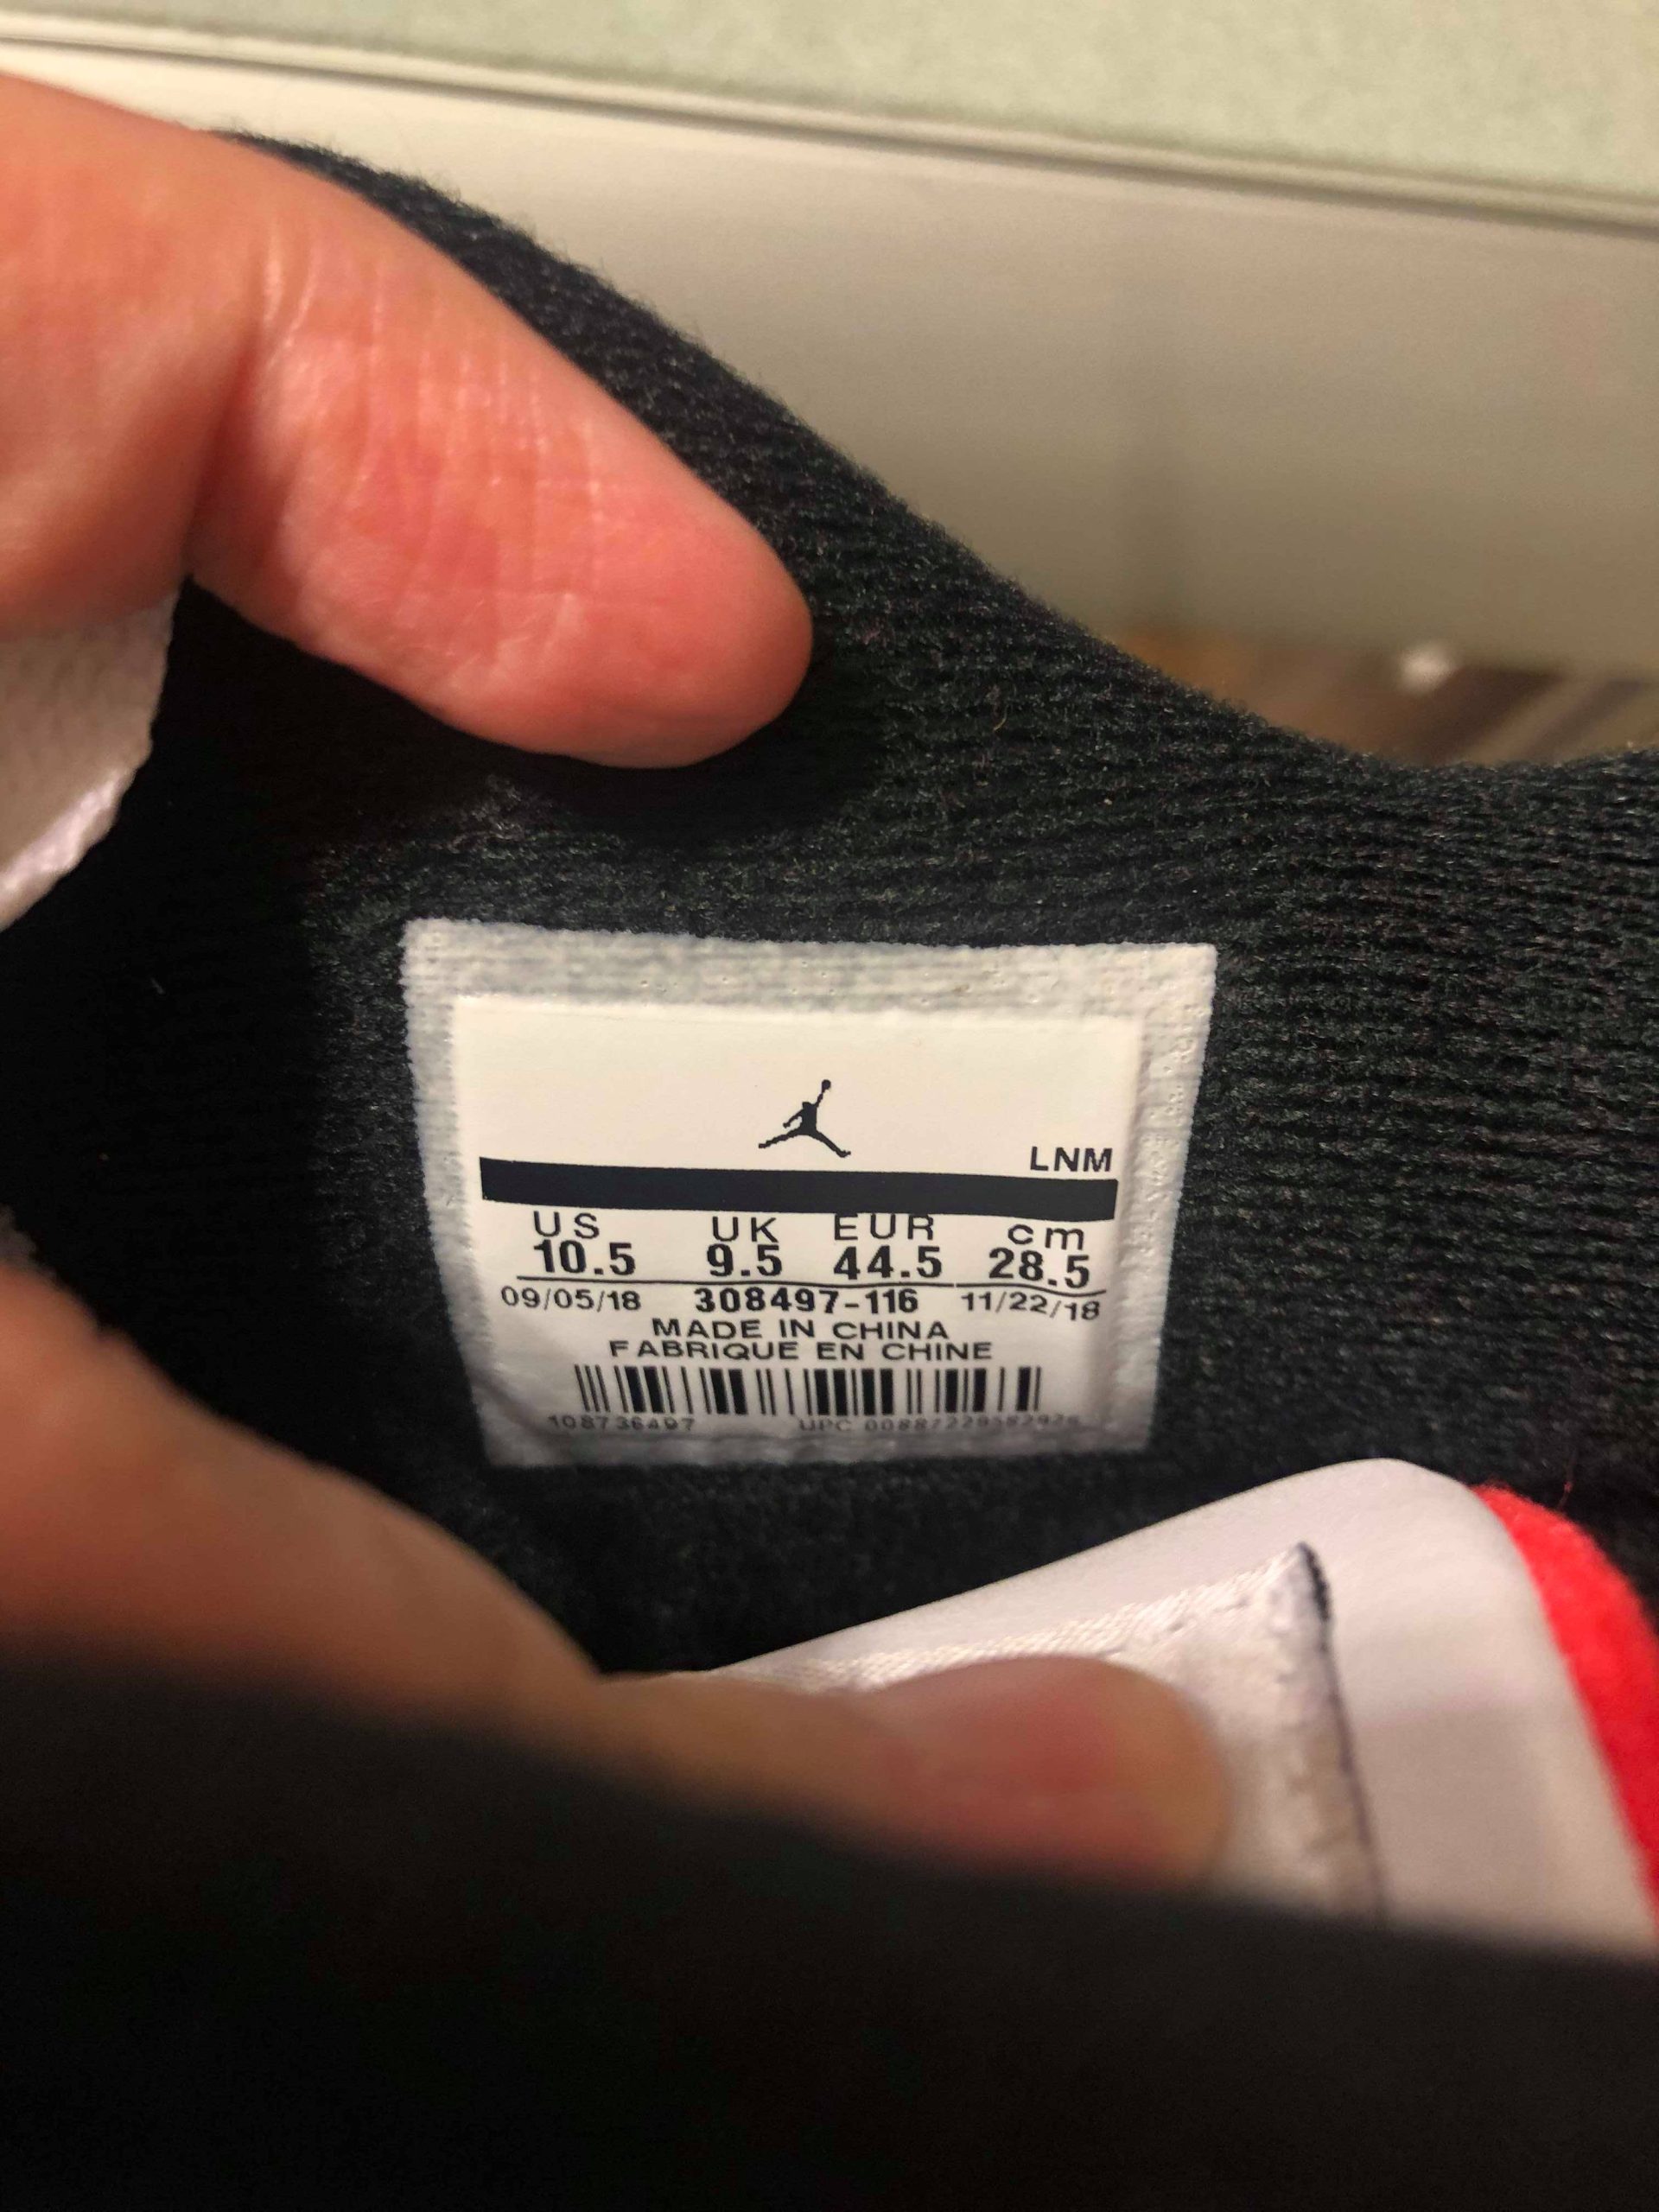 LNM
US UK EUR cm
10.5 9.5 44.5 28.5
09/05/18 308497-116 11/22/18
MADE IN CHINA
FABRIQUE EN CHINE
108736497 UPC